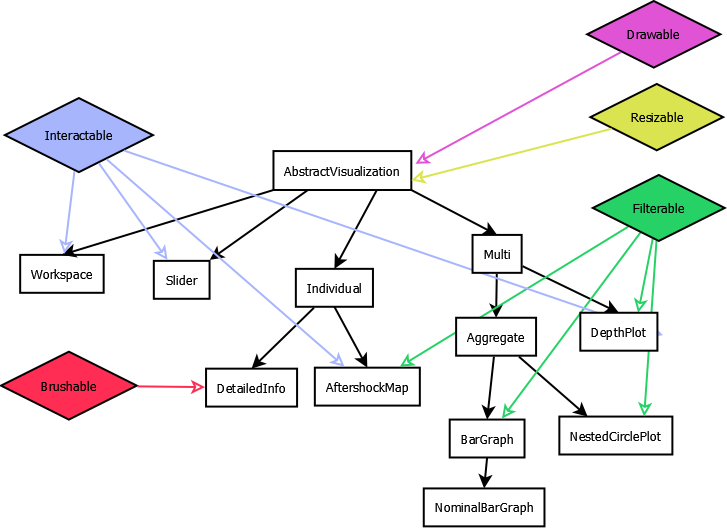 Drawable
Resizable
Interactable
AbstractVisualization
Filterable
Multi
Workspace
Slider
Individual
Aggregate
DepthPlot
Brushable
DetailedInfo
AftershockMap
BarGraph
NestedCirclePlot
NominalBarGraph